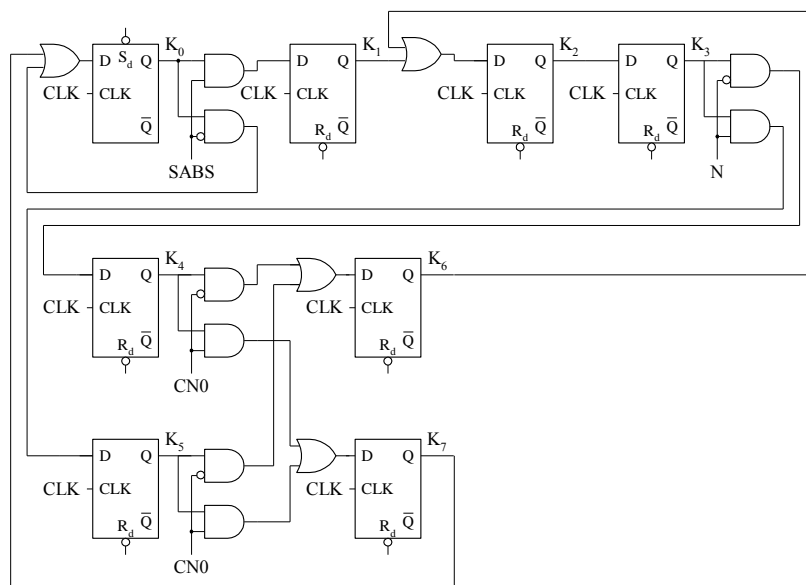 K0 K1 K2 K3
D Sd Q D Q D Q D Q
CLK CLK CLK CLK CLK CLK CLK CLK
Q̅ Q̅ Q̅ Q̅
Rd Rd Rd
SABS N
K4 K6
D Q D Q
CLK CLK CLK CLK
Rd Q̅ Rd Q̅
CN0
K5 K7
D Q D Q
CLK CLK CLK CLK
Rd Q̅ Rd Q̅
CN0